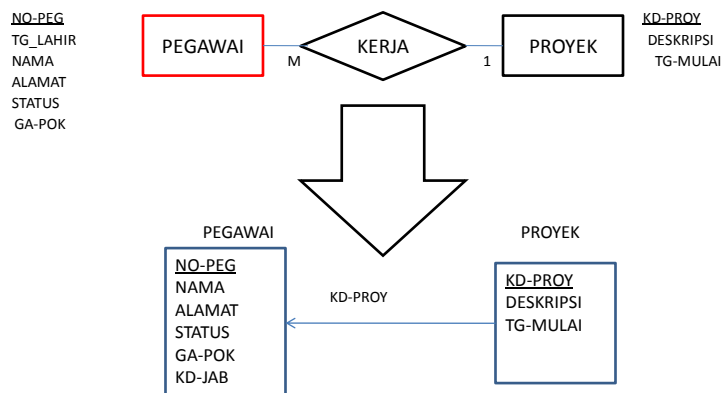 NO-PEG
TG_LAHIR
NAMA
ALAMAT
STATUS
GA-POK
PEGAWAI
M
KERJA
1
PROYEK
KD-PROY
DESKRIPSI
TG-MULAI
PEGAWAI
NO-PEG
NAMA
ALAMAT
STATUS
GA-POK
KD-JAB
KD-PROY
PROYEK
KD-PROY
DESKRIPSI
TG-MULAI